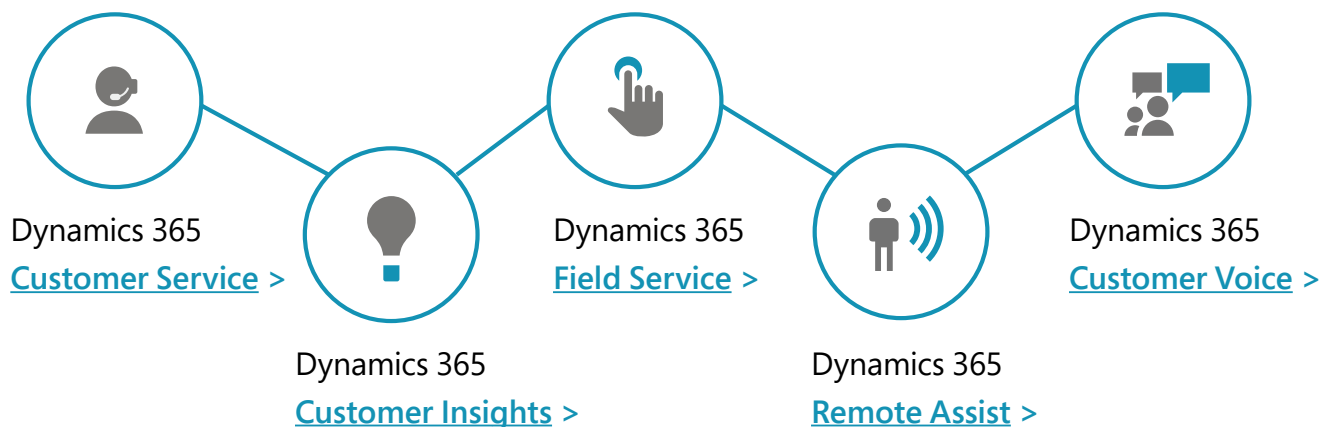 Dynamics 365
Customer Service >
Dynamics 365
Customer Insights >
Dynamics 365
Field Service >
Dynamics 365
Remote Assist >
Dynamics 365
Customer Voice >